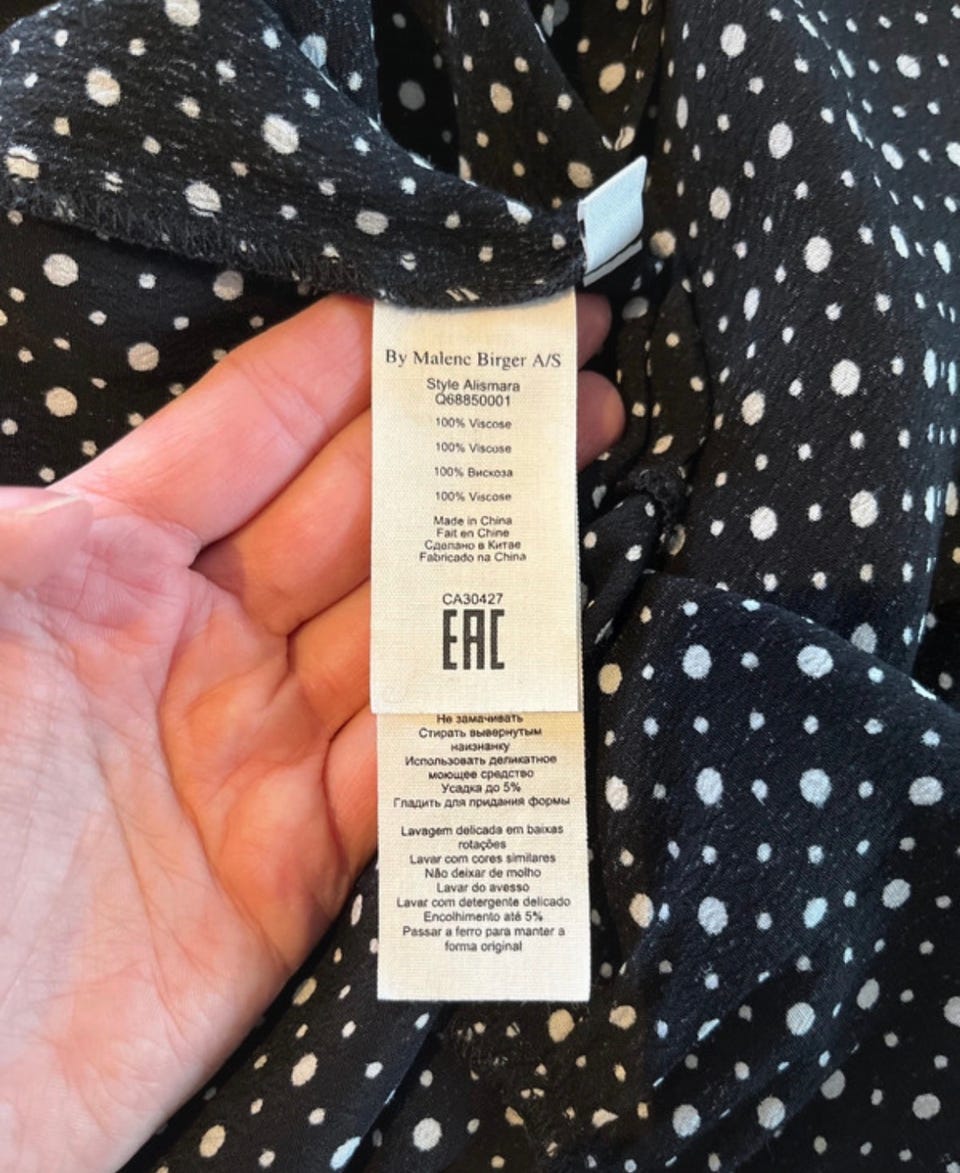 By Malene Birger A/S
Style Alismara
Q68850001
100% Viscose
100% Viscose
100% Вискоза
100% Viscose
Made in China
Fait en Chine
Сделано в Китае
Fabricado na China
CA30427
EAC
Не замачивать
Стирать вывернутым
наизнанку
Использовать деликатное
моющее средство
Усадка до 5%
Гладить для придания формы
Lavagem delicada em baixas
rotações
Lavar com cores similares
Não deixar de molho
Lavar do avesso
Lavar com detergente delicado
Encolhimento até 5%
Passar a ferro para manter a
forma original